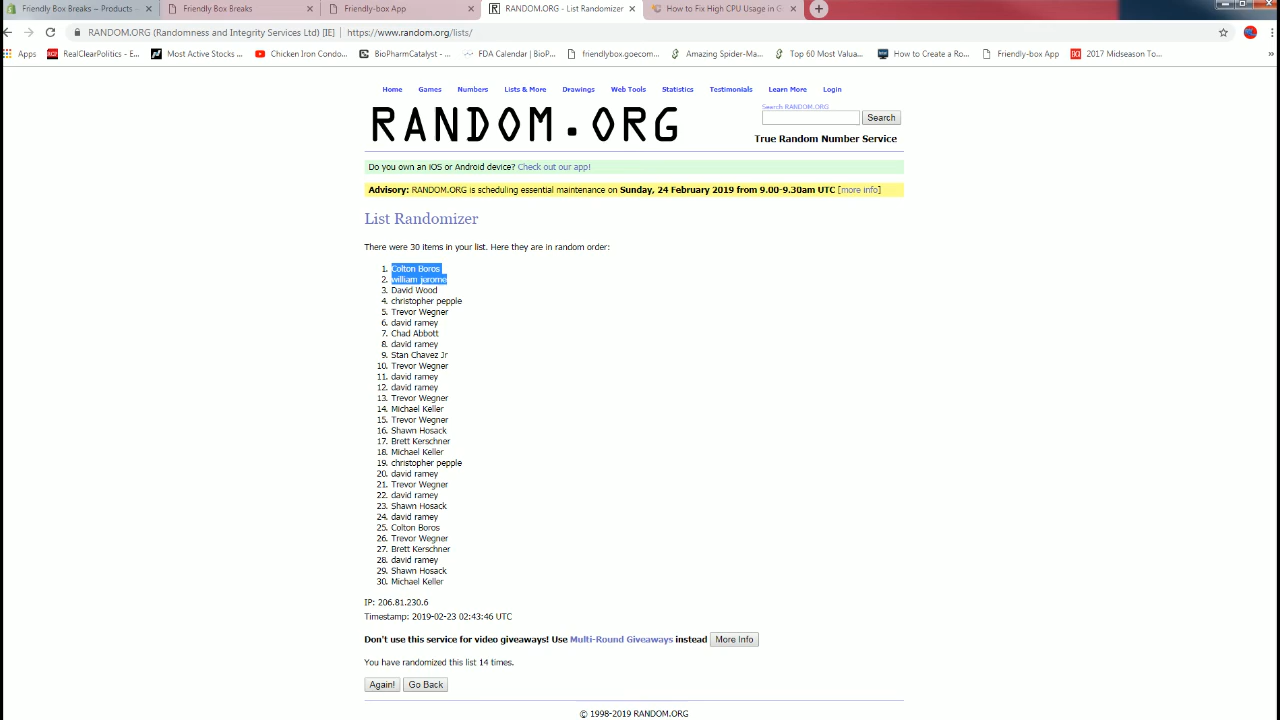 Friendly Box Breaks – Products
Friendly Box Breaks
Friendly-box App
RANDOM.ORG - List Randomizer
How to Fix High CPU Usage in G
RANDOM.ORG (Randomness and Integrity Services Ltd) [IE] | https://www.random.org/lists/
Apps
RealClearPolitics - E...
Most Active Stocks ...
Chicken Iron Condo...
BioPharmCatalyst - ...
FDA Calendar | BioP...
friendlybox.goecom...
Amazing Spider-Ma...
Top 60 Most Valua...
How to Create a Ro...
Friendly-box App
2017 Midseason To...
Home Games Numbers Lists & More Drawings Web Tools Statistics Testimonials Learn More Login
RANDOM.ORG
Search RANDOM.ORG
Search
True Random Number Service
Do you own an iOS or Android device? Check out our app!
Advisory: RANDOM.ORG is scheduling essential maintenance on Sunday, 24 February 2019 from 9.00-9.30am UTC [more info]
List Randomizer
There were 30 items in your list. Here they are in random order:
1. Colton Boros
2. william jerome
3. David Wood
4. christopher pepple
5. Trevor Wegner
6. david ramey
7. Chad Abbott
8. david ramey
9. Stan Chavez Jr
10. Trevor Wegner
11. david ramey
12. david ramey
13. Trevor Wegner
14. Michael Keller
15. Trevor Wegner
16. Shawn Hosack
17. Brett Kerschner
18. Michael Keller
19. christopher pepple
20. david ramey
21. Trevor Wegner
22. david ramey
23. Shawn Hosack
24. david ramey
25. Colton Boros
26. Trevor Wegner
27. Brett Kerschner
28. david ramey
29. Shawn Hosack
30. Michael Keller
IP: 206.81.230.6
Timestamp: 2019-02-23 02:43:46 UTC
Don't use this service for video giveaways! Use Multi-Round Giveaways instead More Info
You have randomized this list 14 times.
Again! Go Back
© 1998-2019 RANDOM.ORG